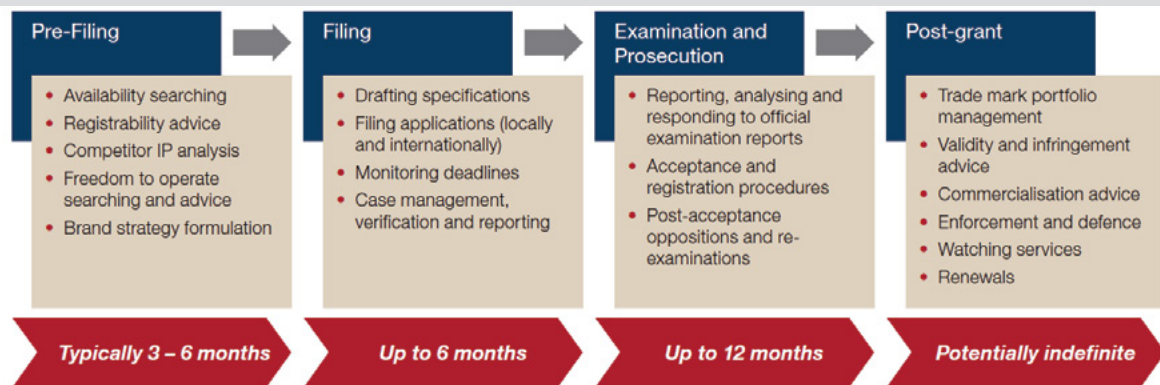 Pre-Filing
• Availability searching
• Registrability advice
• Competitor IP analysis
• Freedom to operate
searching and advice
• Brand strategy formulation
Typically 3 – 6 months
Filing
• Drafting specifications
• Filing applications (locally
and internationally)
• Monitoring deadlines
• Case management,
verification and reporting
Up to 6 months
Examination and
Prosecution
• Reporting, analysing and
responding to official
examination reports
• Acceptance and
registration procedures
• Post-acceptance
oppositions and re-
examinations
Up to 12 months
Post-grant
• Trade mark portfolio
management
• Validity and infringement
advice
• Commercialisation advice
• Enforcement and defence
• Watching services
• Renewals
Potentially indefinite